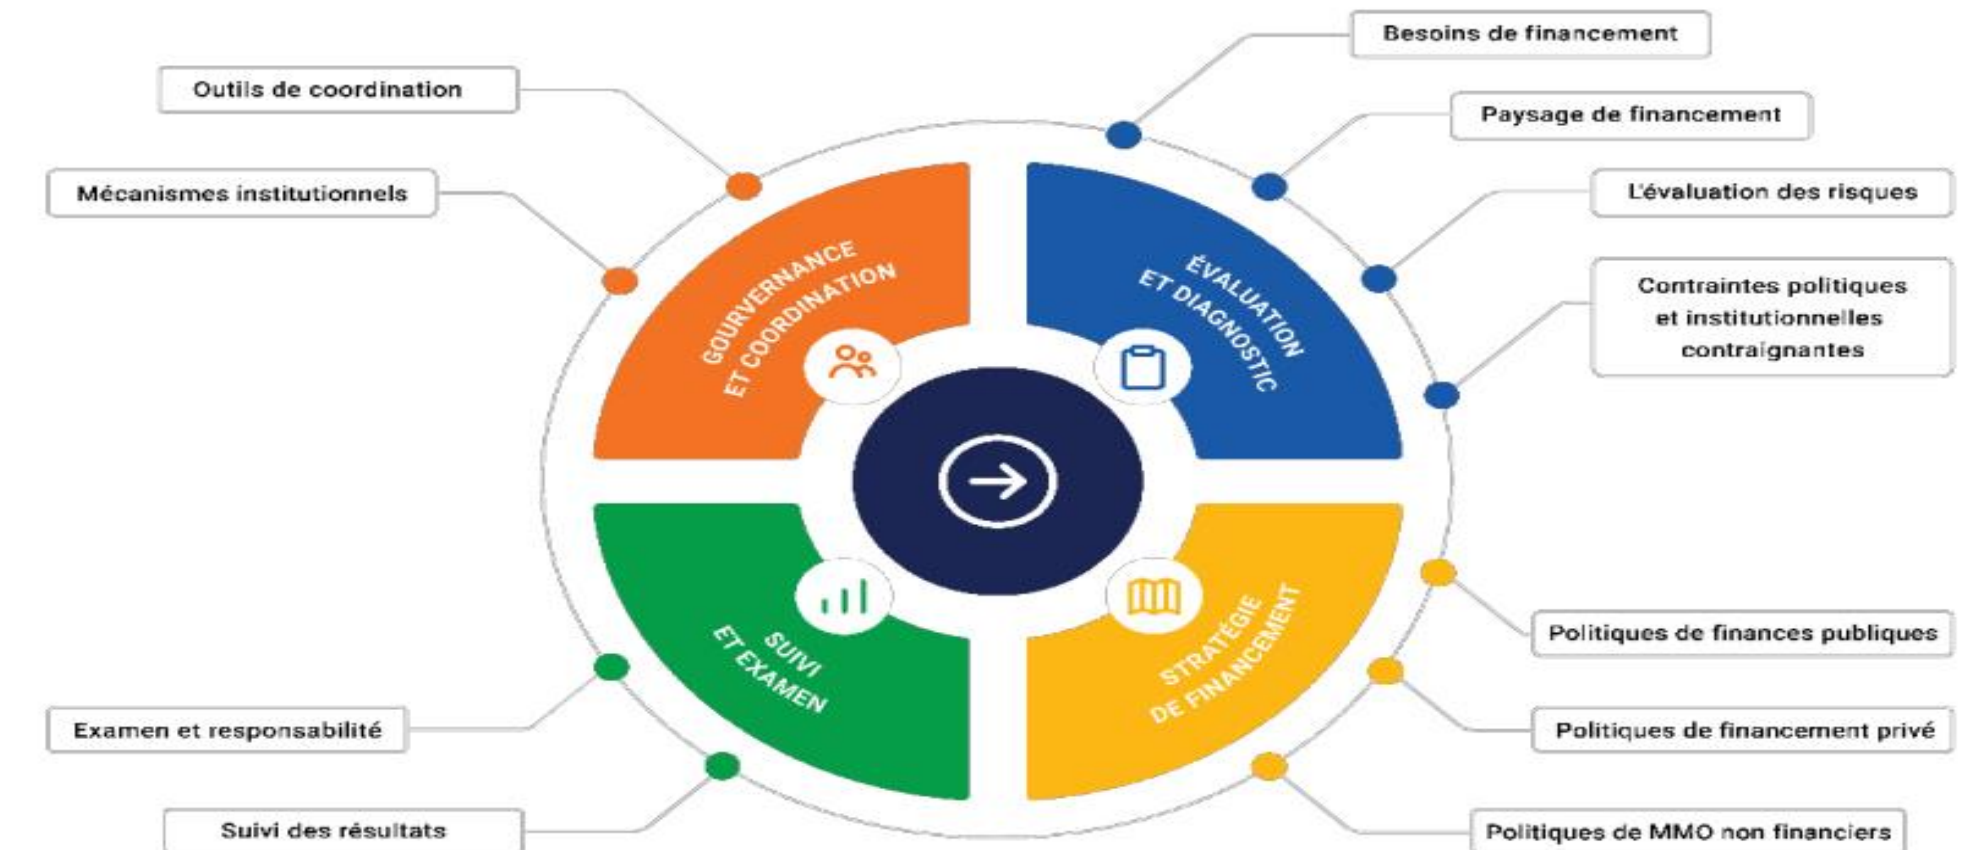 Besoins de financement
Outils de coordination
Paysage de financement
Mécanismes institutionnels
L'évaluation des risques
Contraintes politiques
et institutionnelles
contraignantes
GOURVERNANCE
ET COORDINATION
ÉVALUATION
ET DIAGNOSTIC
SUIVI
ET EXAMEN
STRATÉGIE
DE FINANCEMENT
Politiques de finances publiques
Examen et responsabilité
Politiques de financement privé
Suivi des résultats
Politiques de MMO non financiers